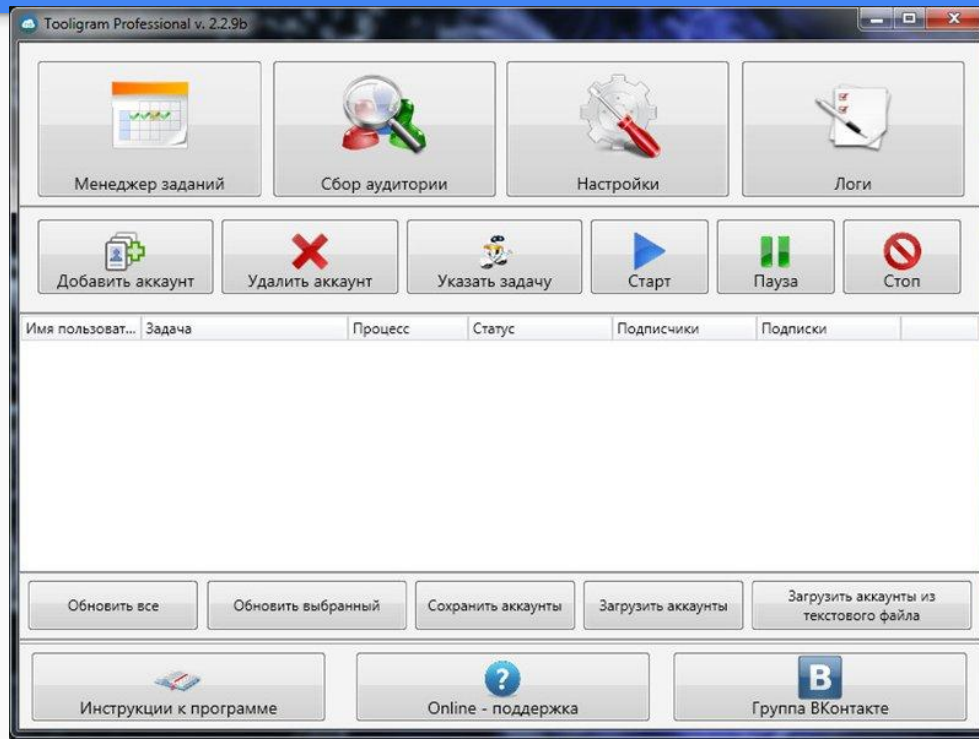 Tooligram Professional v. 2.2.9b
Менеджер заданий
Сбор аудитории
Настройки
Логи
Добавить аккаунт
Удалить аккаунт
Указать задачу
Старт
Пауза
Стоп
Имя пользоват... Задача Процесс Статус Подписчики Подписки
Обновить все
Обновить выбранный
Сохранить аккаунты
Загрузить аккаунты
Загрузить аккаунты из
текстового файла
Инструкции к программе
Online - поддержка
Группа ВКонтакте